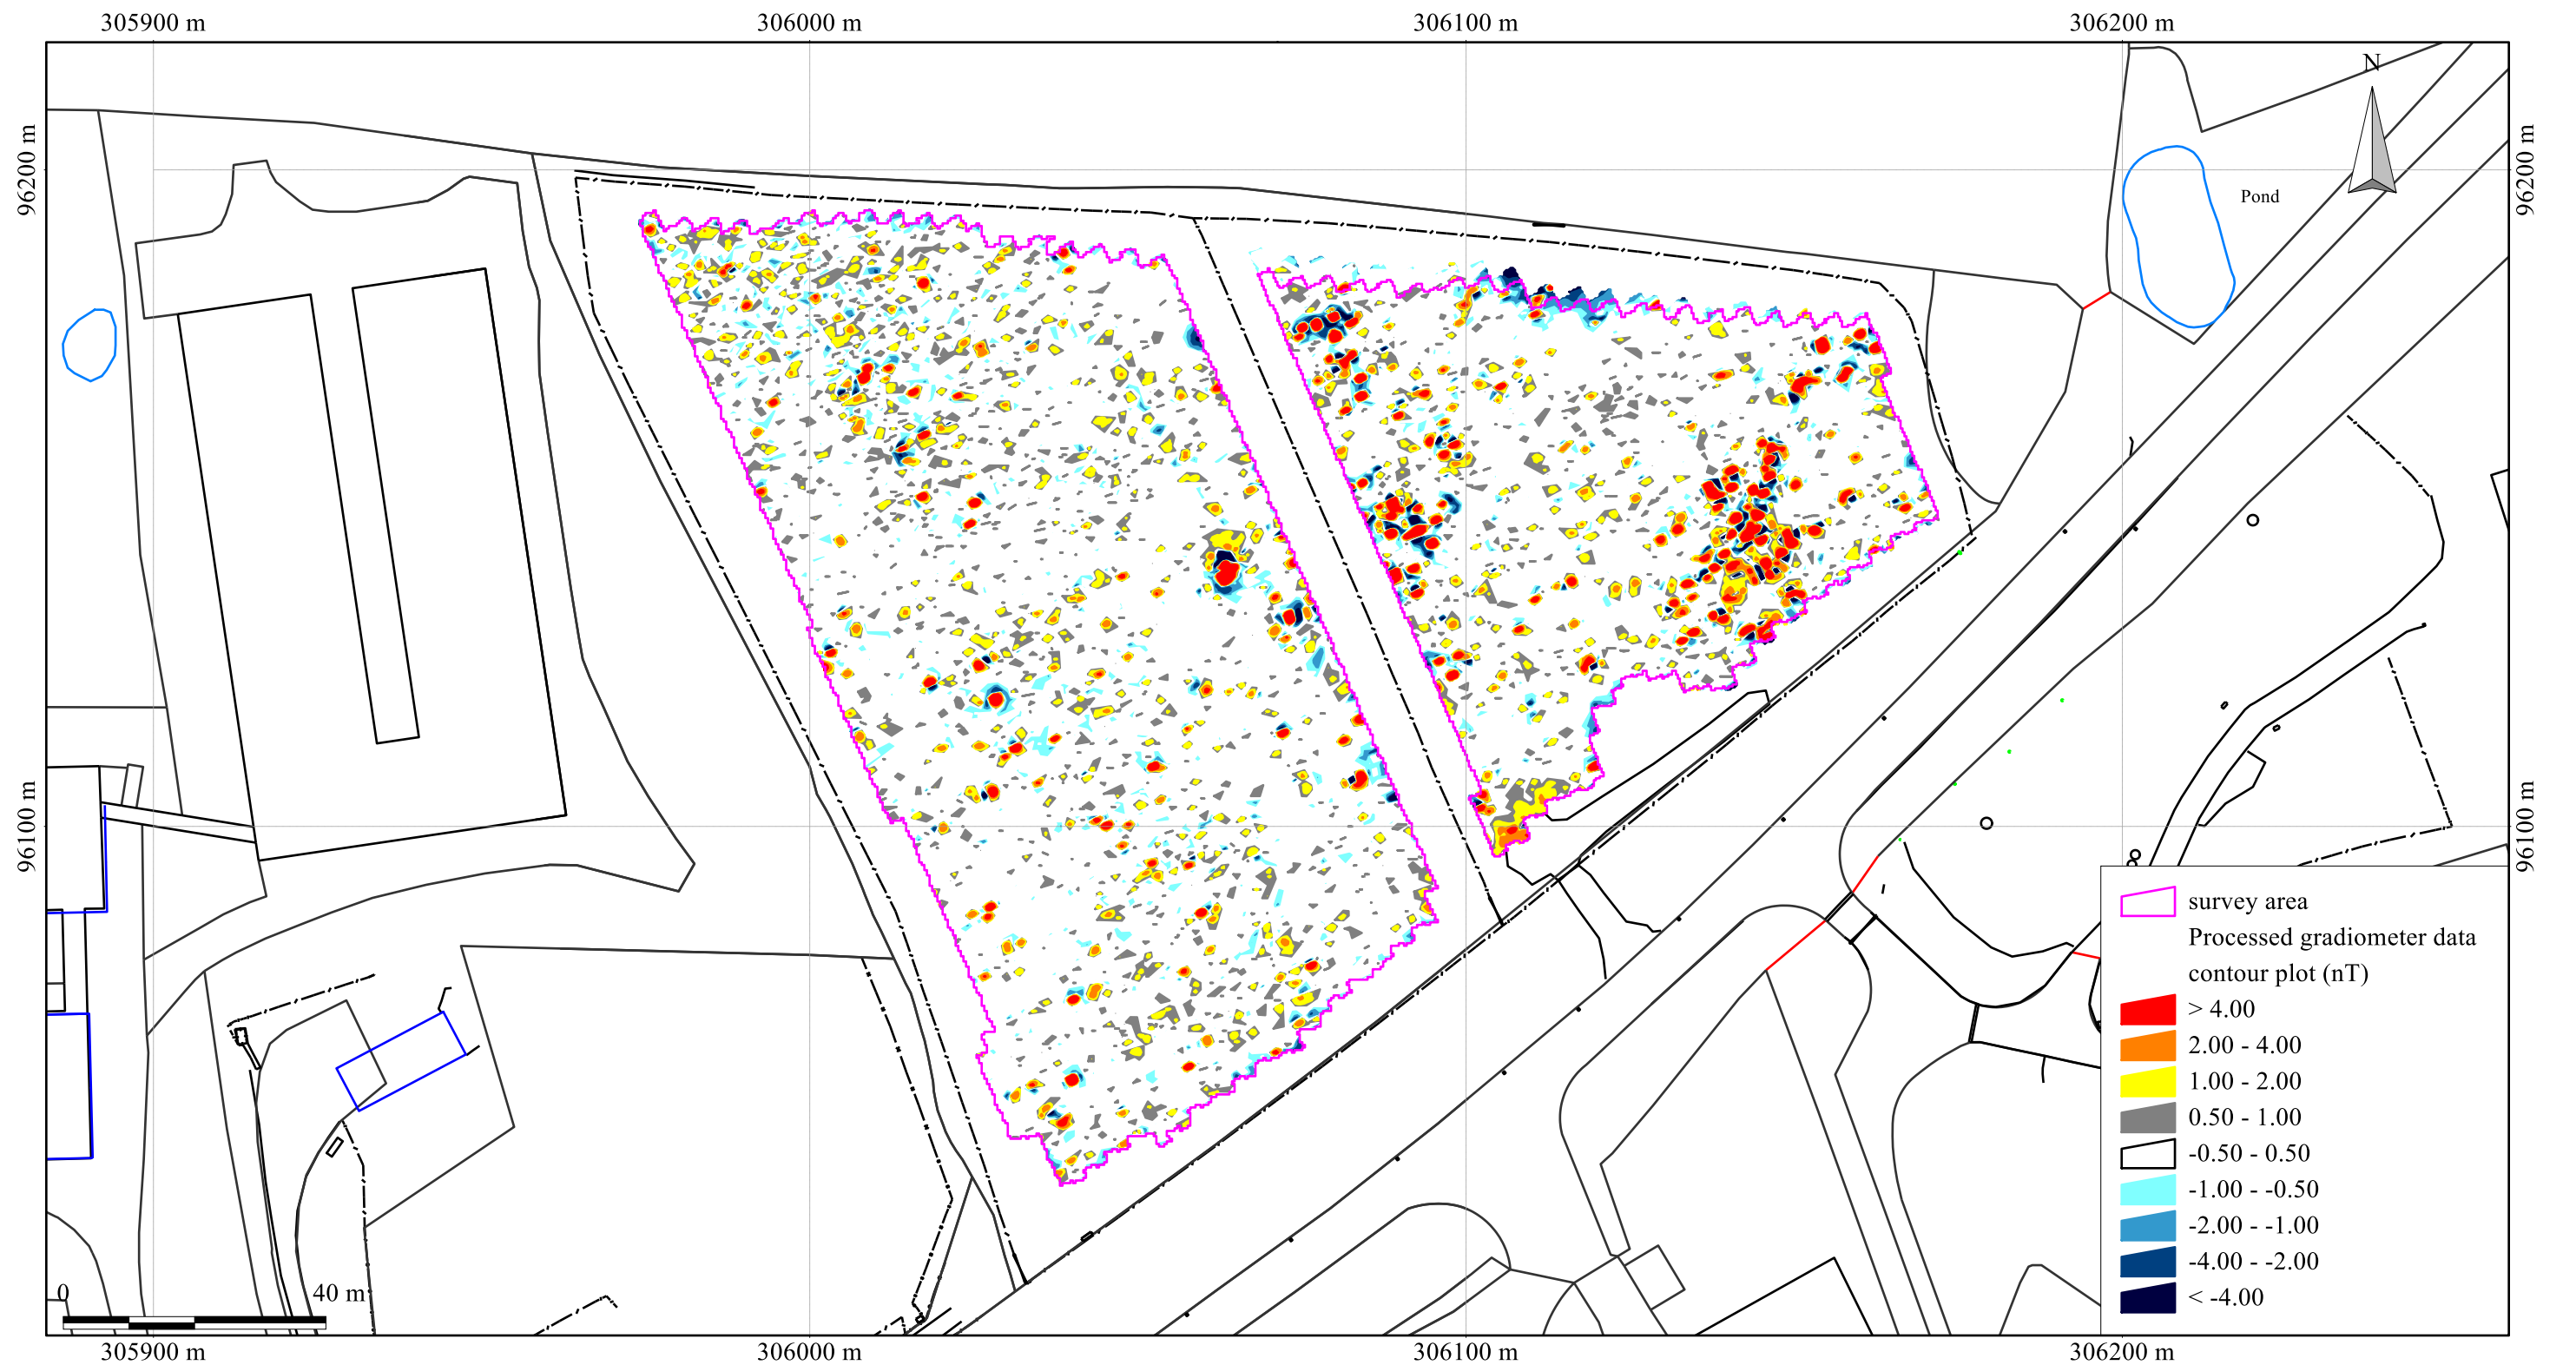 305900 m
306000 m
306100 m
306200 m
96200 m
N
Pond
96200 m
96100 m
96100 m
survey area
Processed gradiometer data
contour plot (nT)
> 4.00
2.00 - 4.00
1.00 - 2.00
0.50 - 1.00
-0.50 - 0.50
-1.00 - -0.50
-2.00 - -1.00
-4.00 - -2.00
< -4.00
0
40 m
305900 m
306000 m
306100 m
306200 m